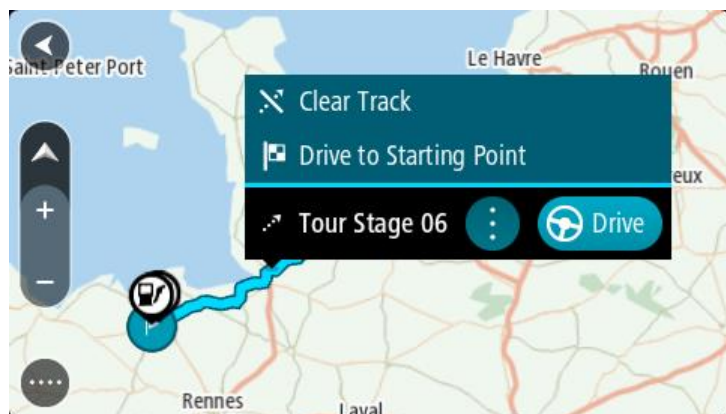 Saint Peter Port
Le Havre
Rouen
Clear Track
Drive to Starting Point
eux
Tour Stage 06
Drive
Rennes
Laval